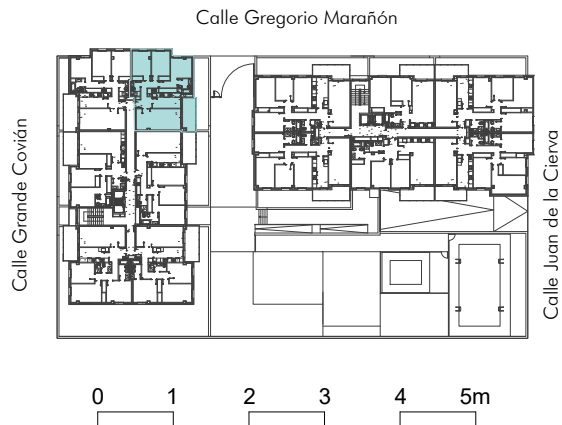 Calle Gregorio Marañón
Calle Grande Covián
Calle Juan de la Cierva
0 1 2 3 4 5m